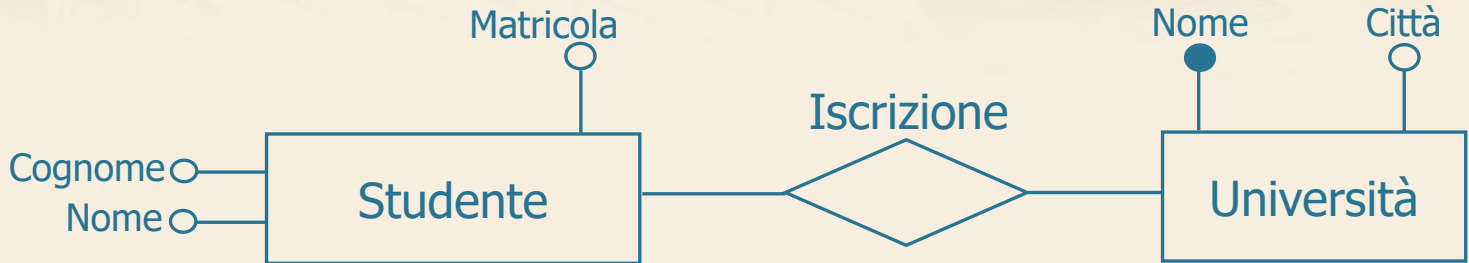 Matricola
Nome
Città
Iscrizione
Cognome
Nome
Studente
Università